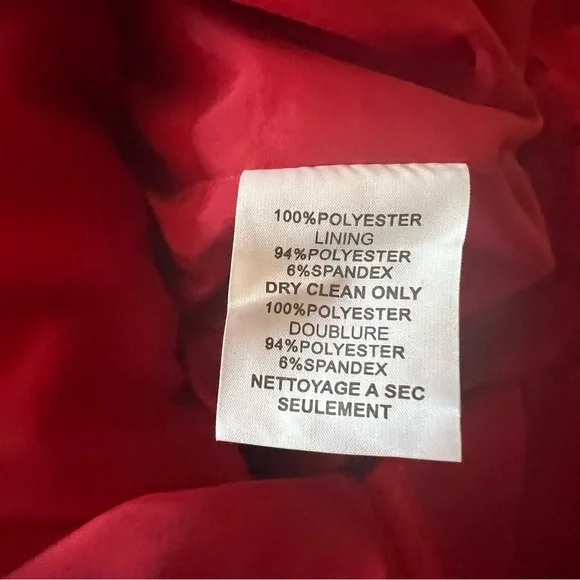 100%POLYESTER
LINING
94%POLYESTER
6%SPANDEX
DRY CLEAN ONLY
100%POLYESTER
DOUBLURE
94%POLYESTER
6%SPANDEX
NETTOYAGE A SEC
SEULEMENT